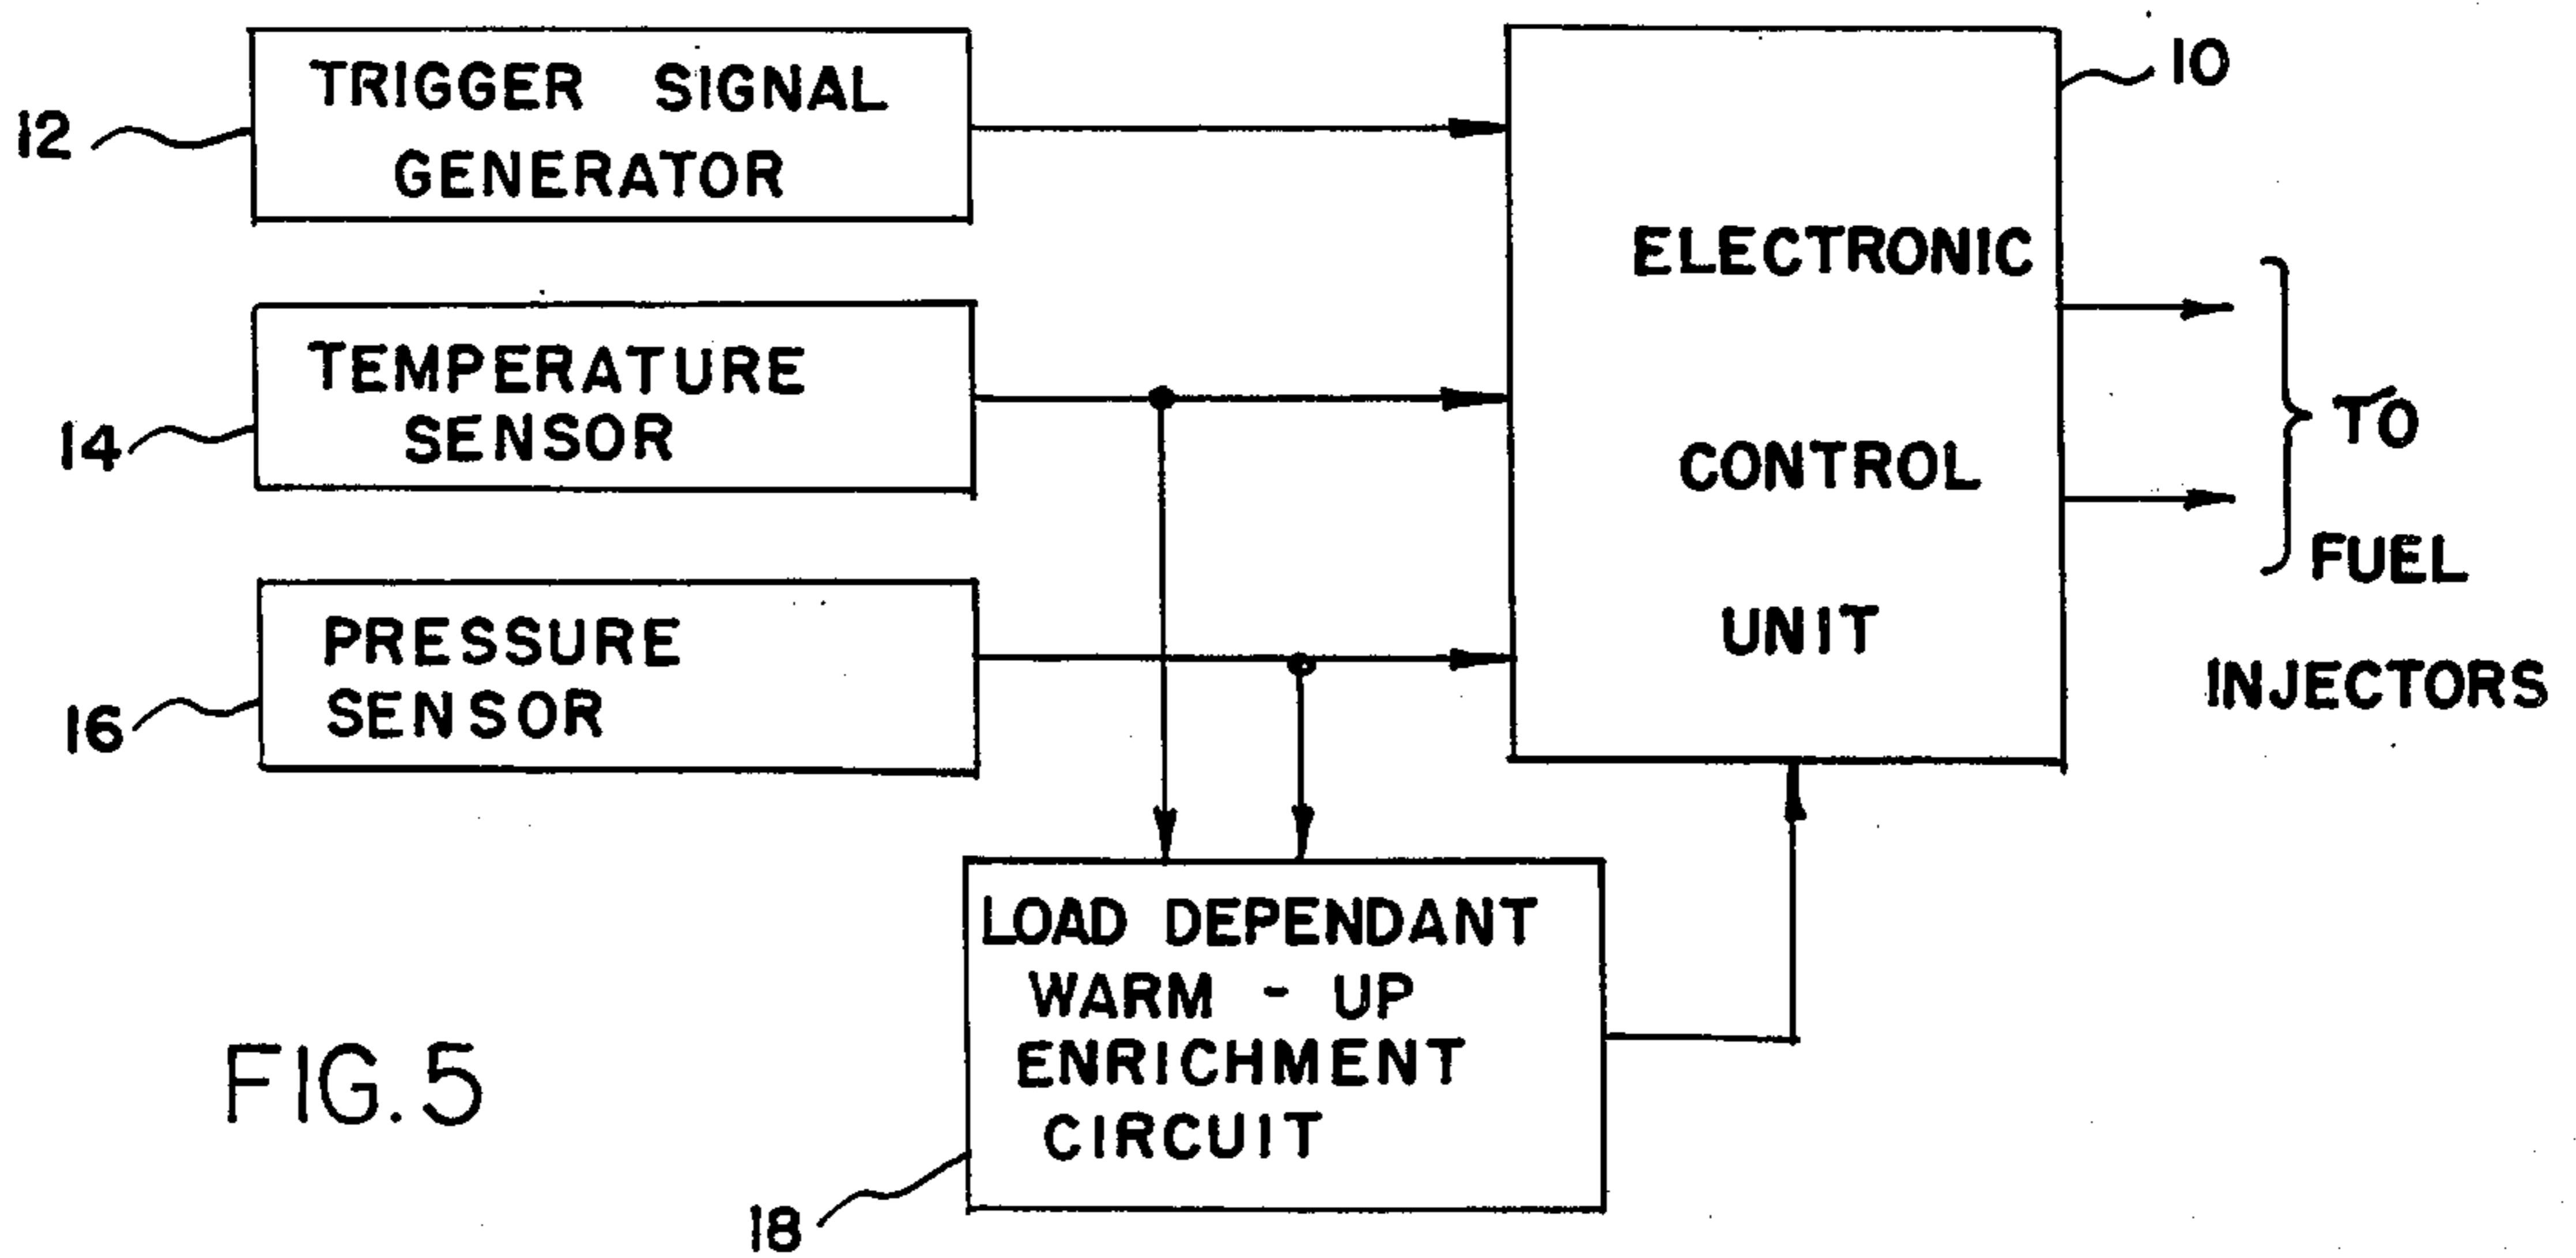 12
TRIGGER SIGNAL
GENERATOR
14
TEMPERATURE
SENSOR
16
PRESSURE
SENSOR
10
ELECTRONIC
CONTROL
UNIT
TO
FUEL
INJECTORS
18
LOAD DEPENDANT
WARM - UP
ENRICHMENT
CIRCUIT
FIG. 5